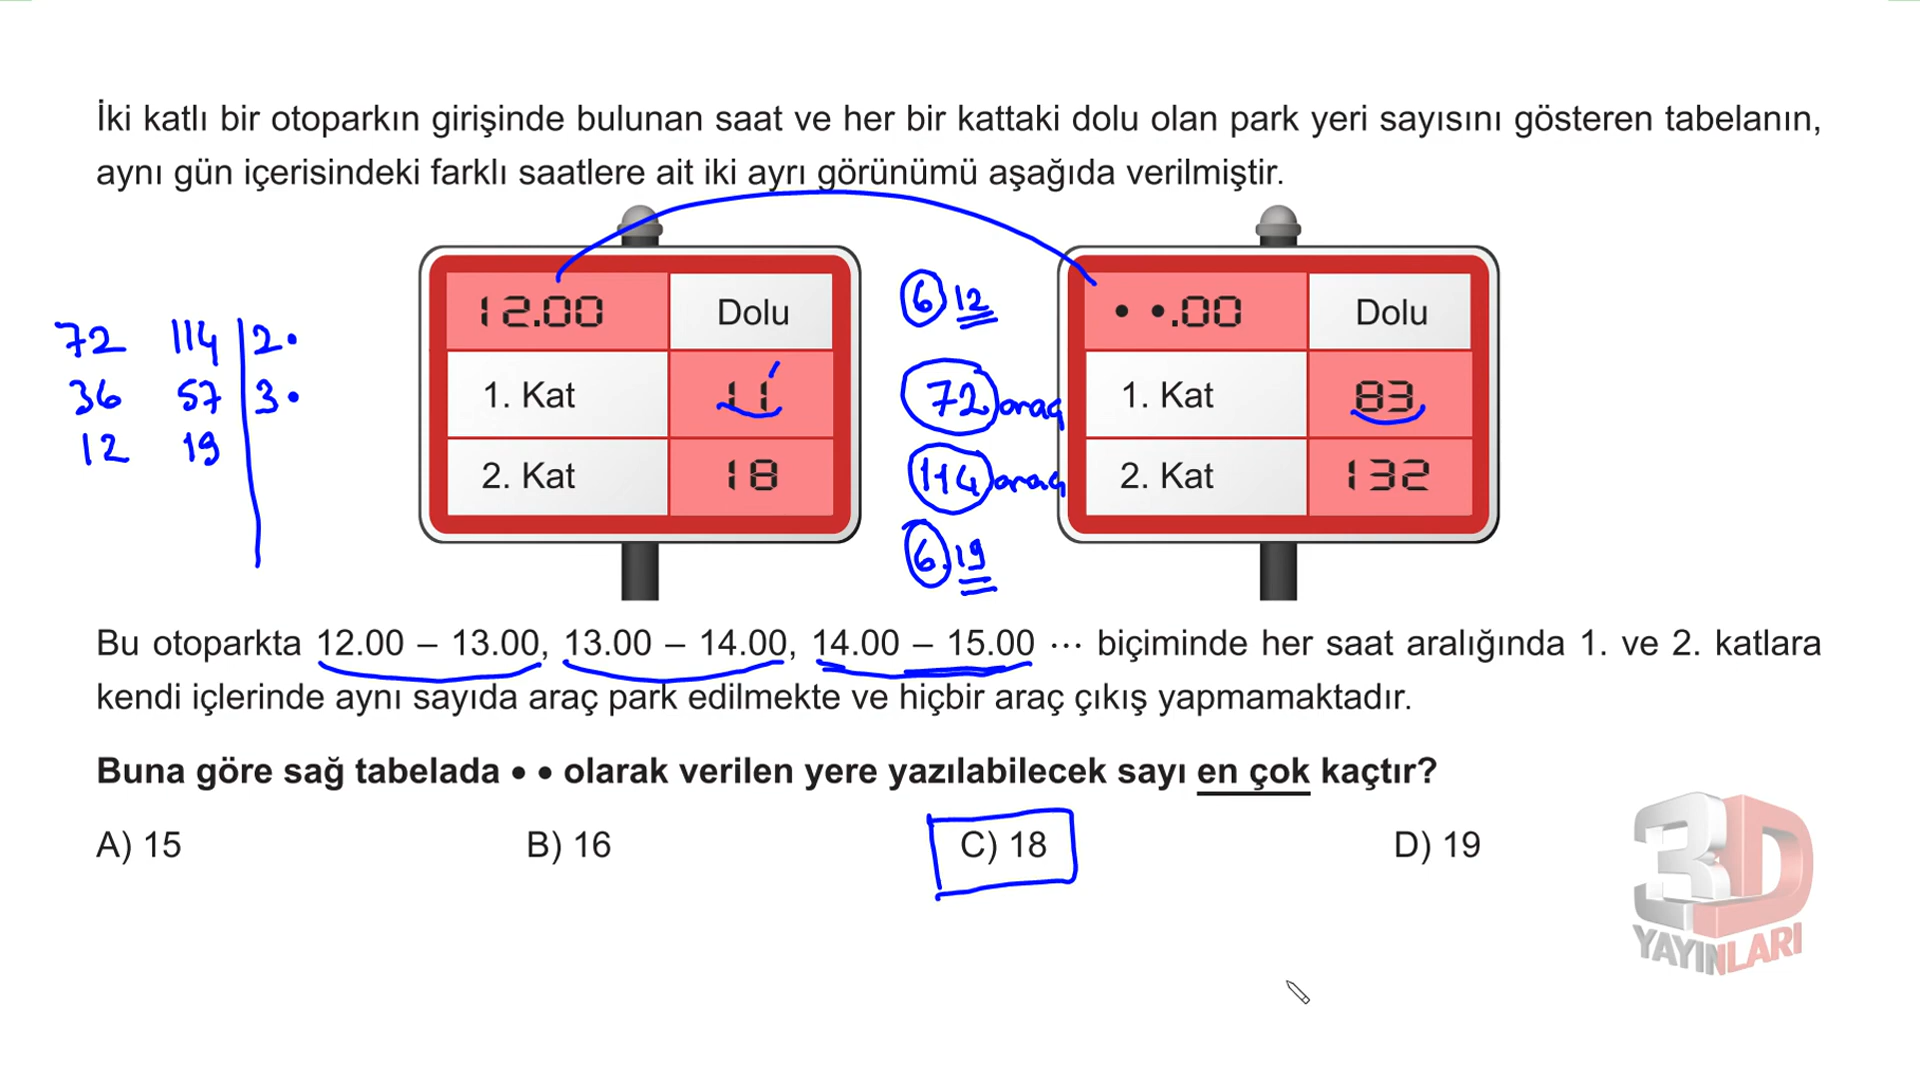 İki katlı bir otoparkın girişinde bulunan saat ve her bir kattaki dolu olan park yeri sayısını gösteren tabelanın,
aynı gün içerisindeki farklı saatlere ait iki ayrı görünümü aşağıda verilmiştir.
12.00 Dolu
1. Kat 11
2. Kat 18
6 12
72 araç
114 araç
6.19
• •.00 Dolu
1. Kat 83
2. Kat 132
72 114 2•
36 57 3•
12 19
Bu otoparkta 12.00 – 13.00, 13.00 – 14.00, 14.00 – 15.00 ... biçiminde her saat aralığında 1. ve 2. katlara
kendi içlerinde aynı sayıda araç park edilmekte ve hiçbir araç çıkış yapmamaktadır.
Buna göre sağ tabelada • • olarak verilen yere yazılabilecek sayı en çok kaçtır?
A) 15 B) 16 C) 18 D) 19
3D
YAYINLARI